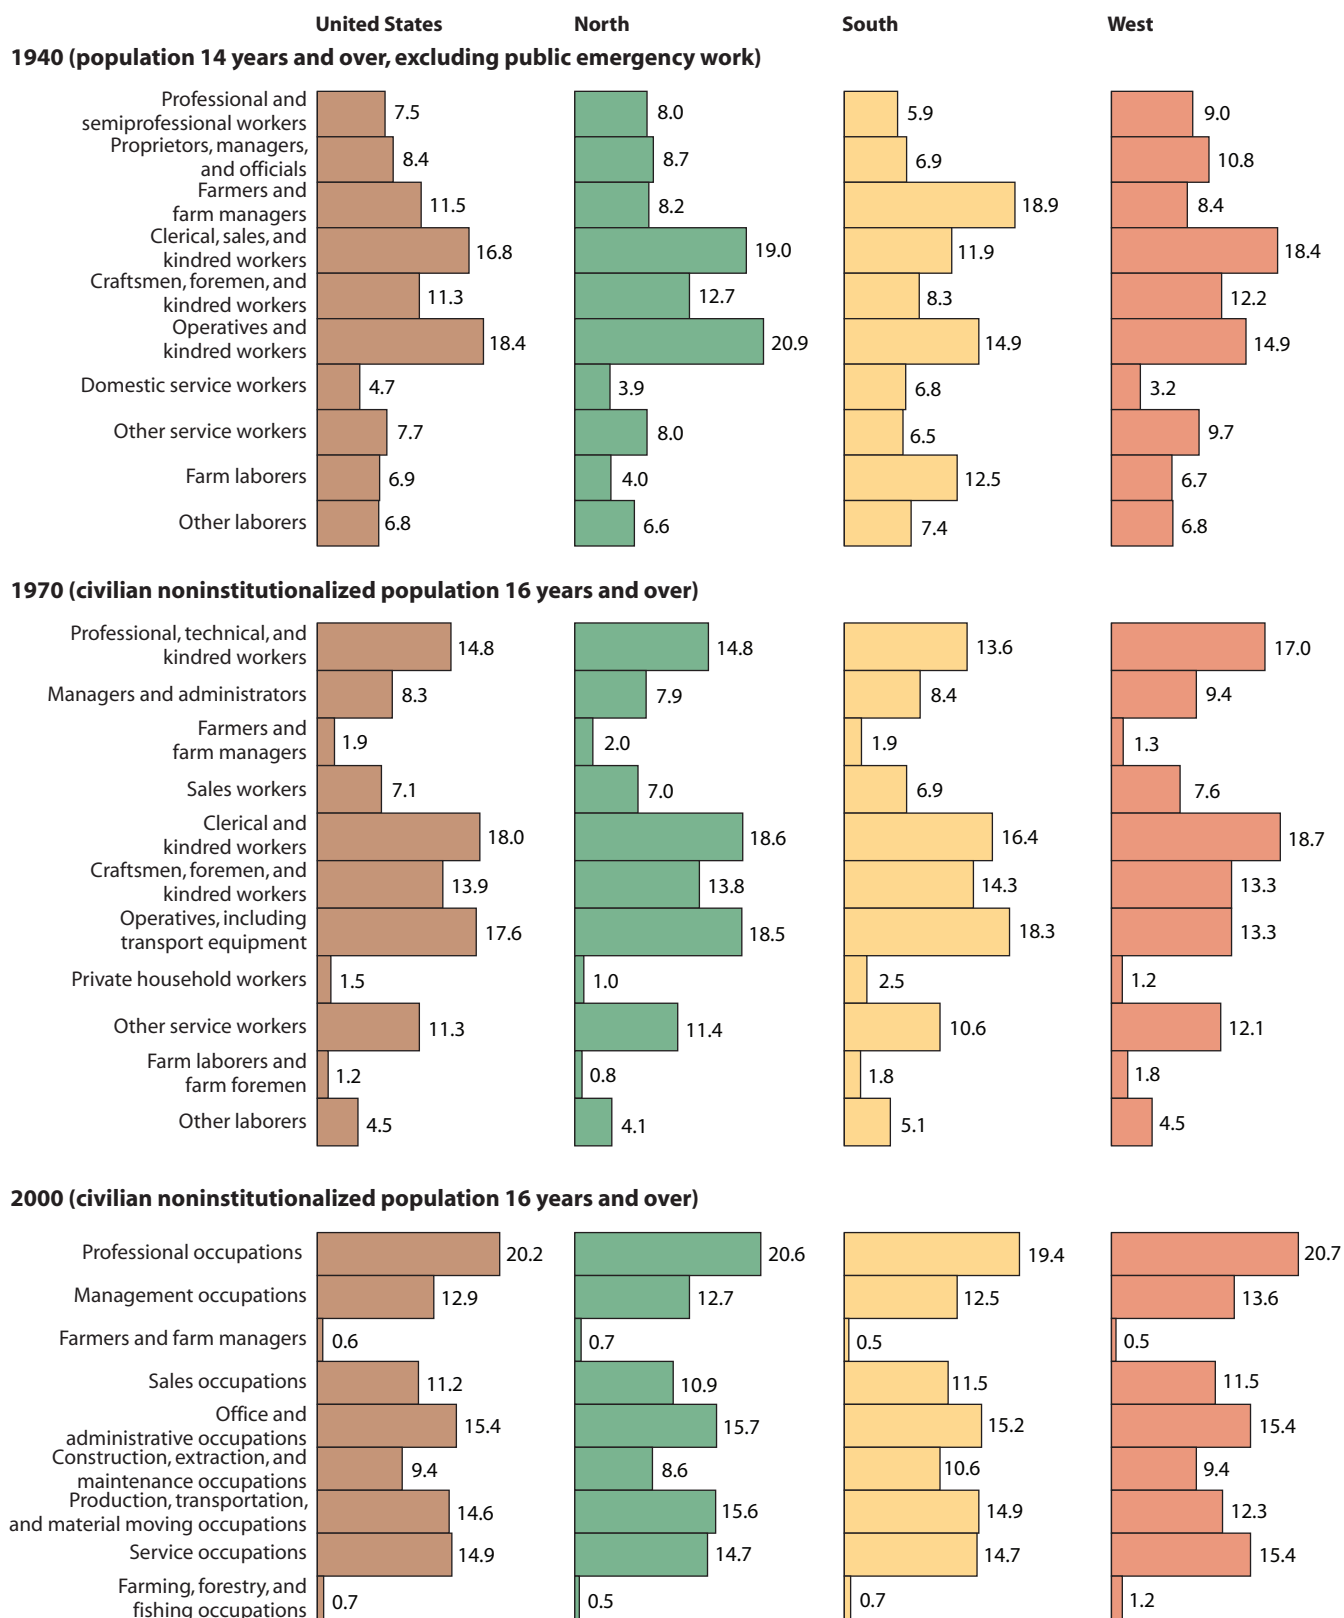 United States North South West
1940 (population 14 years and over, excluding public emergency work)
Professional and
semiprofessional workers 7.5 8.0 5.9 9.0
Proprietors, managers,
and officials 8.4 8.7 6.9 10.8
Farmers and
farm managers 11.5 8.2 18.9 8.4
Clerical, sales, and
kindred workers 16.8 19.0 11.9 18.4
Craftsmen, foremen, and
kindred workers 11.3 12.7 8.3 12.2
Operatives and
kindred workers 18.4 20.9 14.9 14.9
Domestic service workers 4.7 3.9 6.8 3.2
Other service workers 7.7 8.0 6.5 9.7
Farm laborers 6.9 4.0 12.5 6.7
Other laborers 6.8 6.6 7.4 6.8
1970 (civilian noninstitutionalized population 16 years and over)
Professional, technical, and
kindred workers 14.8 14.8 13.6 17.0
Managers and administrators 8.3 7.9 8.4 9.4
Farmers and
farm managers 1.9 2.0 1.9 1.3
Sales workers 7.1 7.0 6.9 7.6
Clerical and
kindred workers 18.0 18.6 16.4 18.7
Craftsmen, foremen, and
kindred workers 13.9 13.8 14.3 13.3
Operatives, including
transport equipment 17.6 18.5 18.3 13.3
Private household workers 1.5 1.0 2.5 1.2
Other service workers 11.3 11.4 10.6 12.1
Farm laborers and
farm foremen 1.2 0.8 1.8 1.8
Other laborers 4.5 4.1 5.1 4.5
2000 (civilian noninstitutionalized population 16 years and over)
Professional occupations 20.2 20.6 19.4 20.7
Management occupations 12.9 12.7 12.5 13.6
Farmers and farm managers 0.6 0.7 0.5 0.5
Sales occupations 11.2 10.9 11.5 11.5
Office and
administrative occupations 15.4 15.7 15.2 15.4
Construction, extraction, and
maintenance occupations 9.4 8.6 10.6 9.4
Production, transportation,
and material moving occupations 14.6 15.6 14.9 12.3
Service occupations 14.9 14.7 14.7 15.4
Farming, forestry, and
fishing occupations 0.7 0.5 0.7 1.2